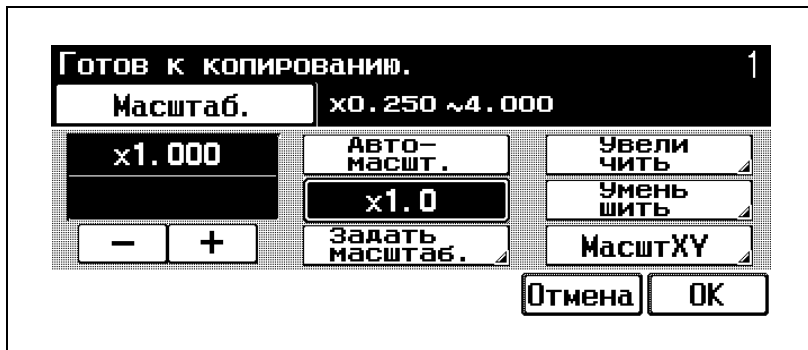 Готов к копированию. 1
Масштаб. x0.250 ~4.000
x1.000
Авто-
масшт.
Увели
чить
x1.0
Умень
шить
− +
Задать
масштаб.
МасштXY
Отмена OK